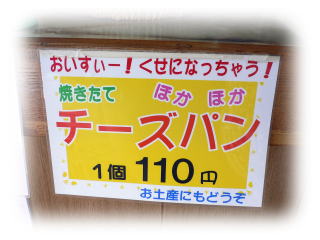 おいすぃー！くせになっちゃう！
焼きたて ほか ほか
チーズパン
1個 110円
お土産にもどうぞ